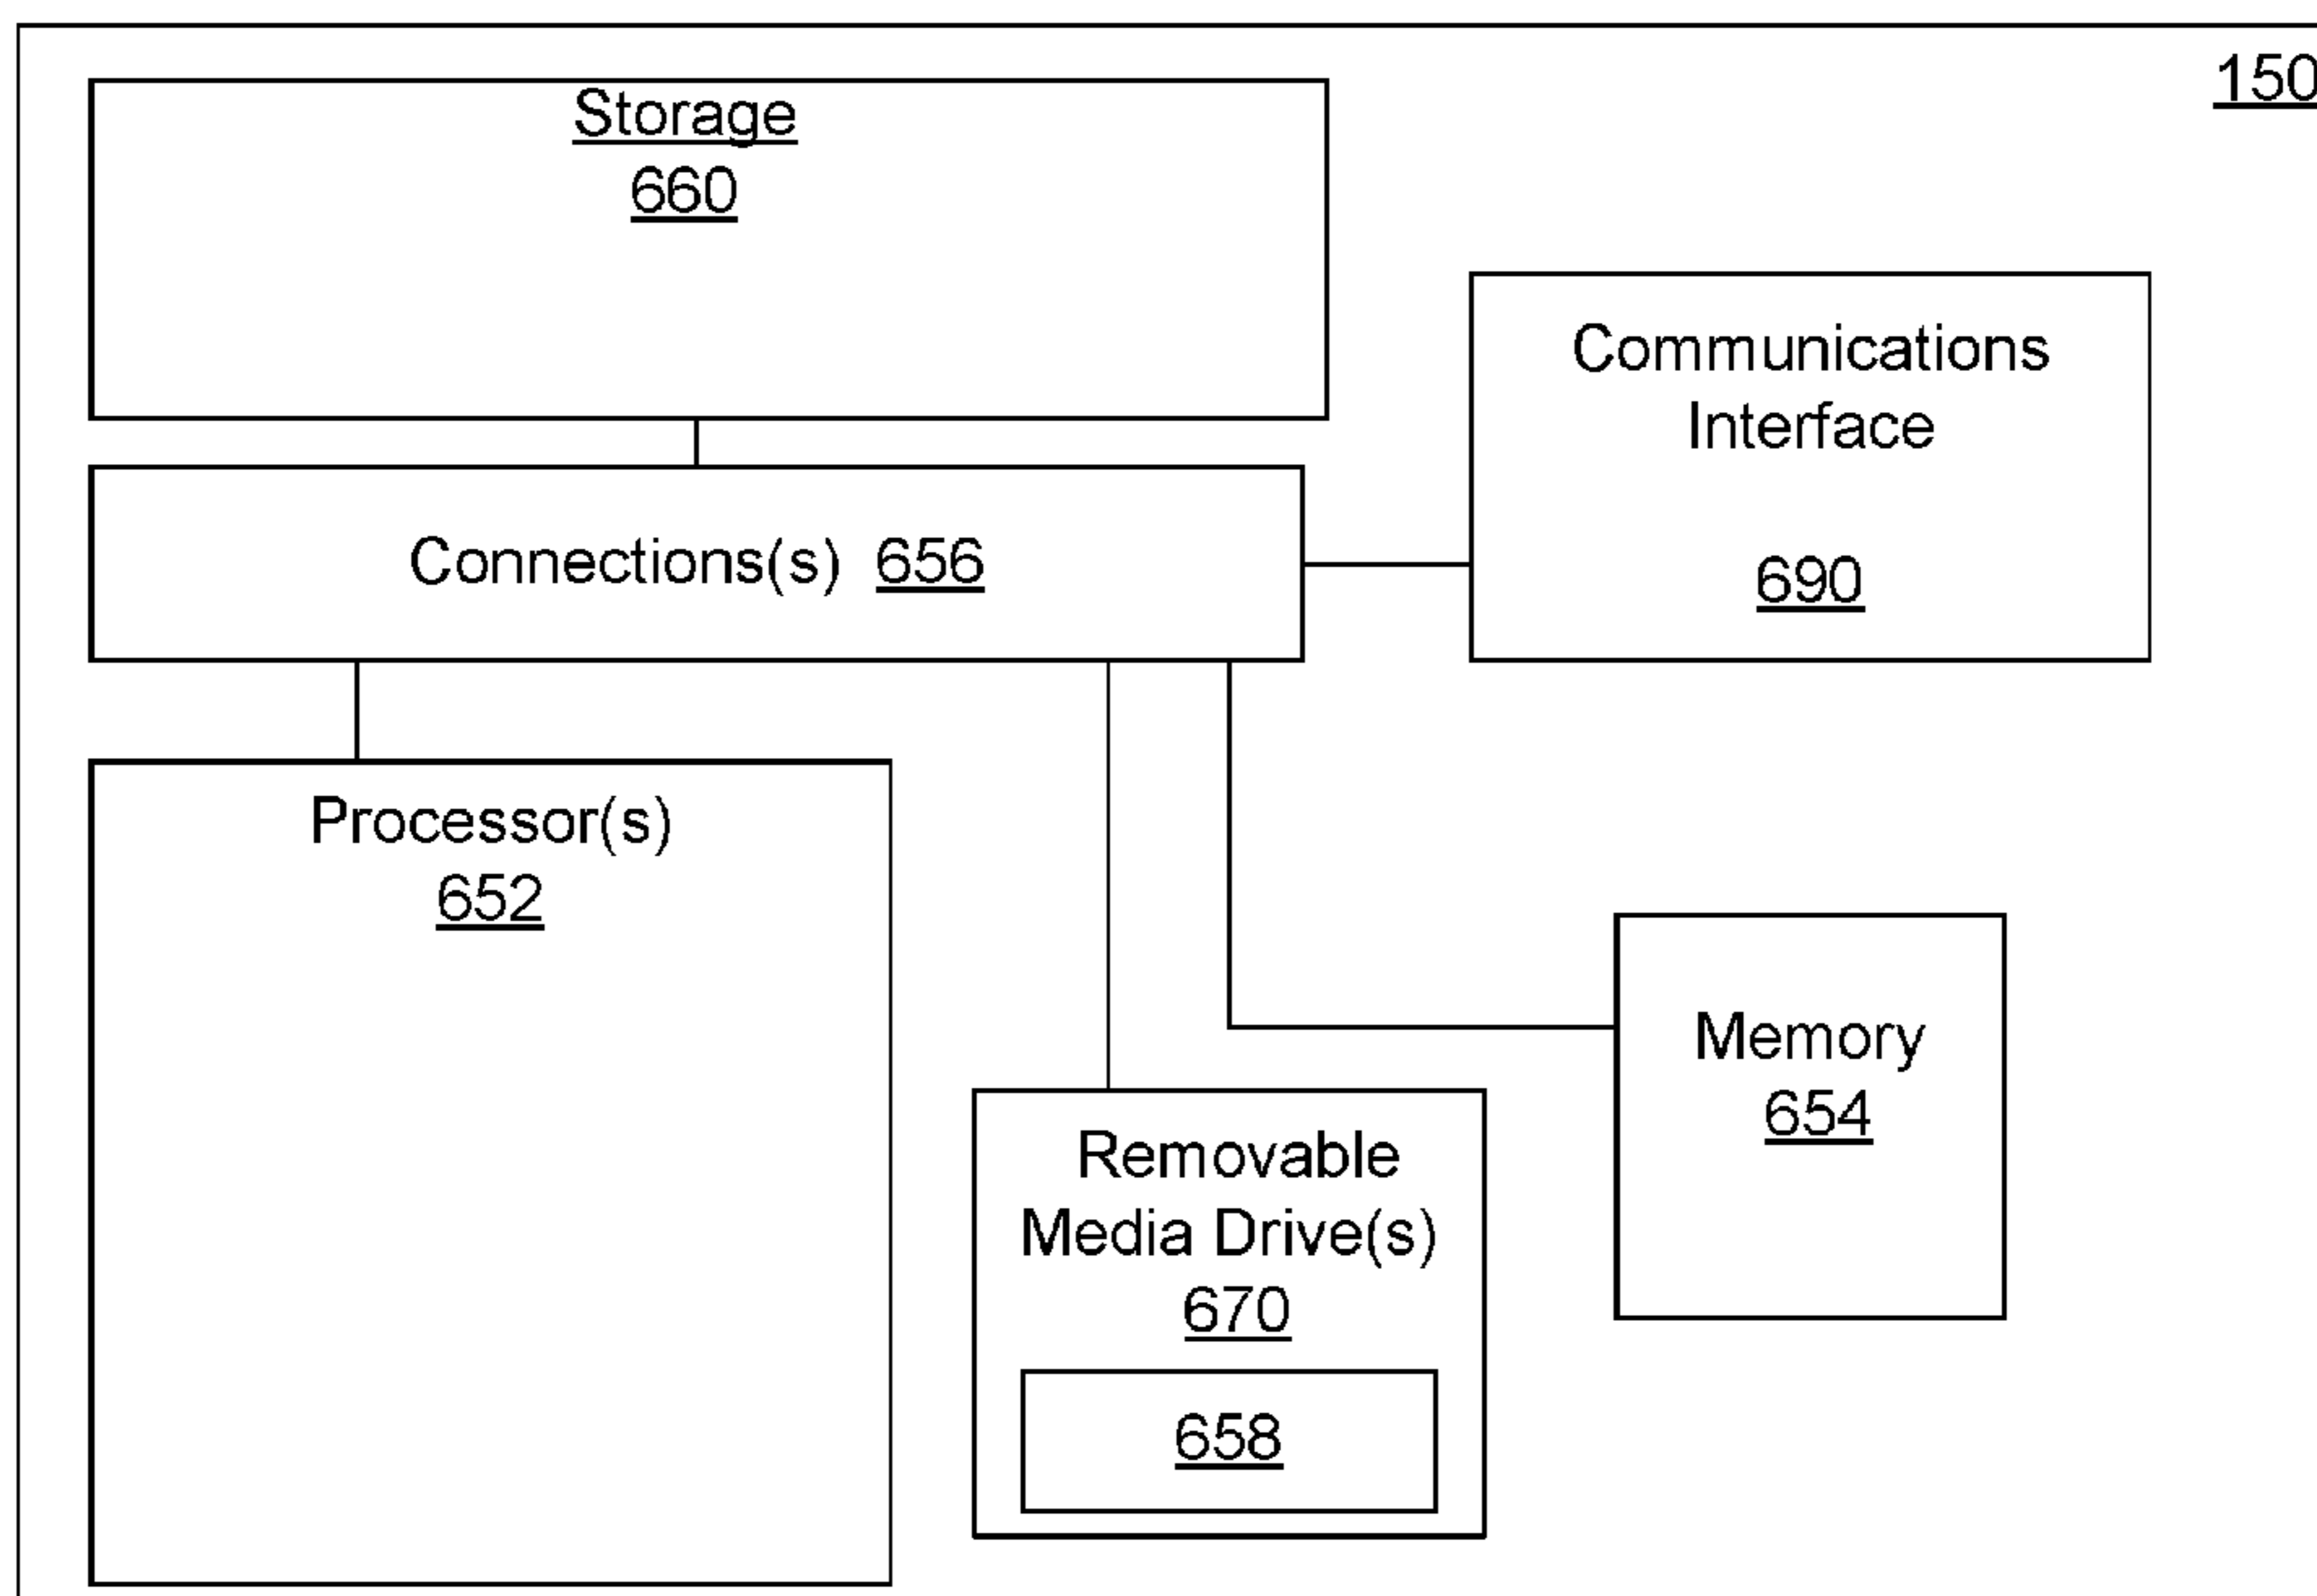 150
Storage
660
Communications
Interface
690
Connections(s) 656
Processor(s)
652
Memory
654
Removable
Media Drive(s)
670
658